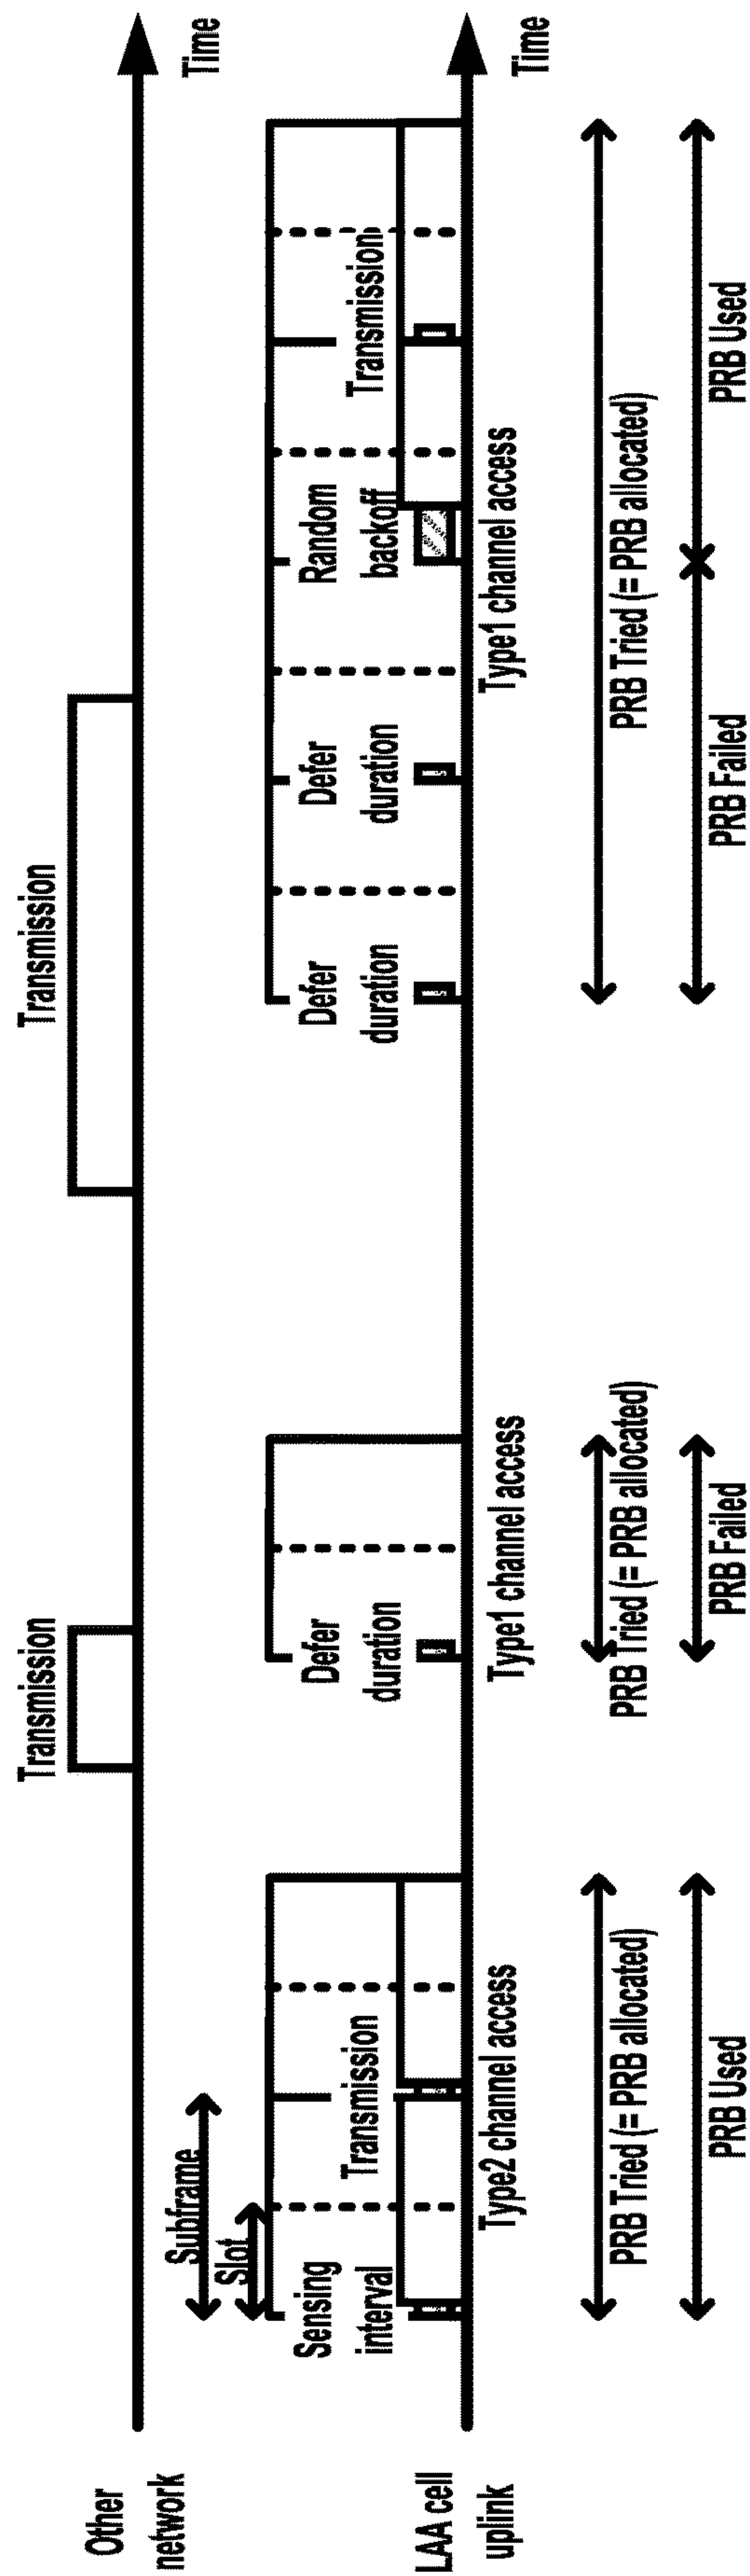 Other
network
Transmission
Transmission
Time
Subframe
Slot
LAA cell
uplink
Sensing
interval
Transmission
Defer
duration
Defer
duration
Defer
duration
Random
backoff
Transmission
Time
Type2 channel access
Type1 channel access
Type1 channel access
PRB Tried (= PRB allocated)
PRB Tried (= PRB allocated)
PRB Tried (= PRB allocated)
PRB Used
PRB Failed
PRB Failed
PRB Used